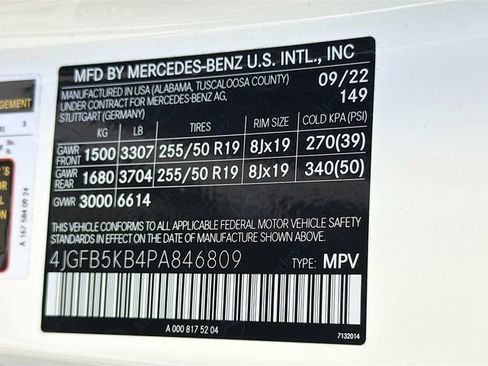 MFD BY MERCEDES-BENZ U.S. INTL., INC
MANUFACTURED IN USA (ALABAMA, TUSCALOOSA COUNTY) 09/22
UNDER CONTRACT FOR MERCEDES-BENZ AG, 149
STUTTGART (GERMANY)
KG LB TIRES RIM SIZE COLD KPA (PSI)
GAWR FRONT 1500 3307 255/50 R19 8Jx19 270(39)
GAWR REAR 1680 3704 255/50 R19 8Jx19 340(50)
GVWR 3000 6614
THIS VEHICLE CONFORMS TO ALL APPLICABLE FEDERAL MOTOR VEHICLE SAFETY
STANDARDS IN EFFECT ON THE DATE OF MANUFACTURE SHOWN ABOVE.
4JGFB5KB4PA846809 TYPE: MPV
A 000 817 52 04 7132014
A 167 584 09 24